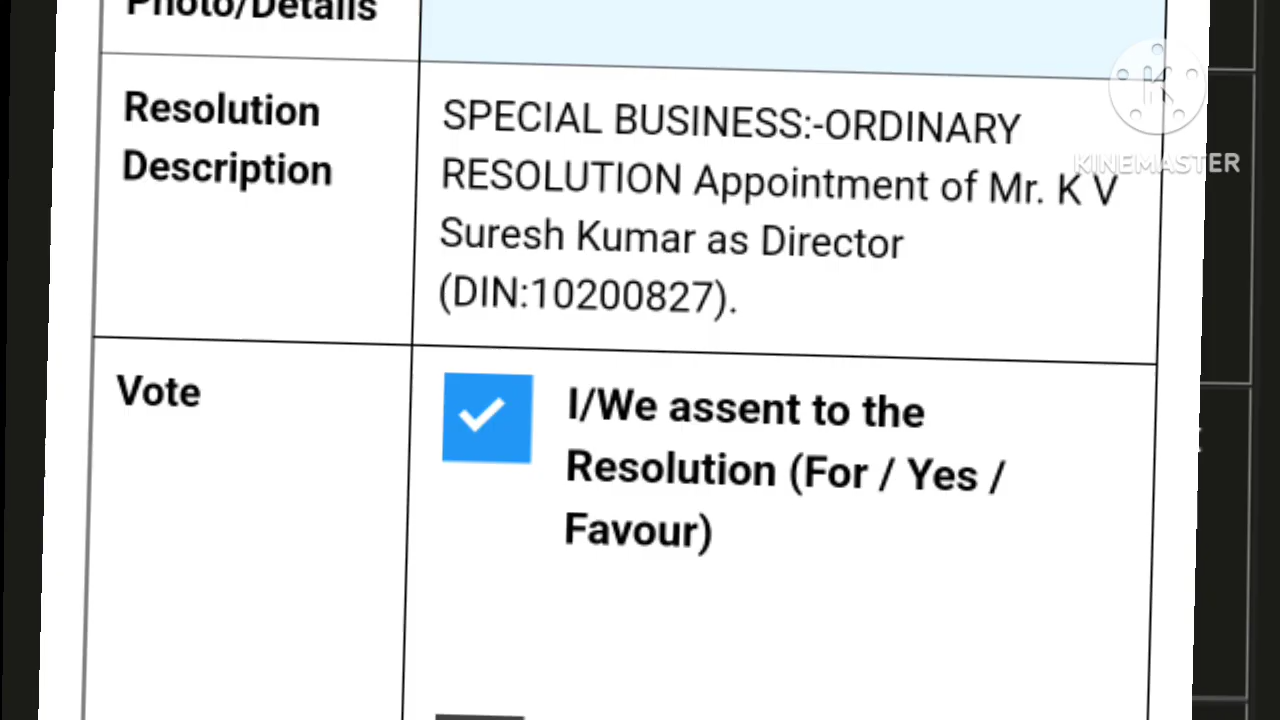 Photo/Details
Resolution
Description
SPECIAL BUSINESS:-ORDINARY
RESOLUTION Appointment of Mr. K V
Suresh Kumar as Director
(DIN:10200827).
Vote
I/We assent to the
Resolution (For / Yes /
Favour)
KINEMASTER